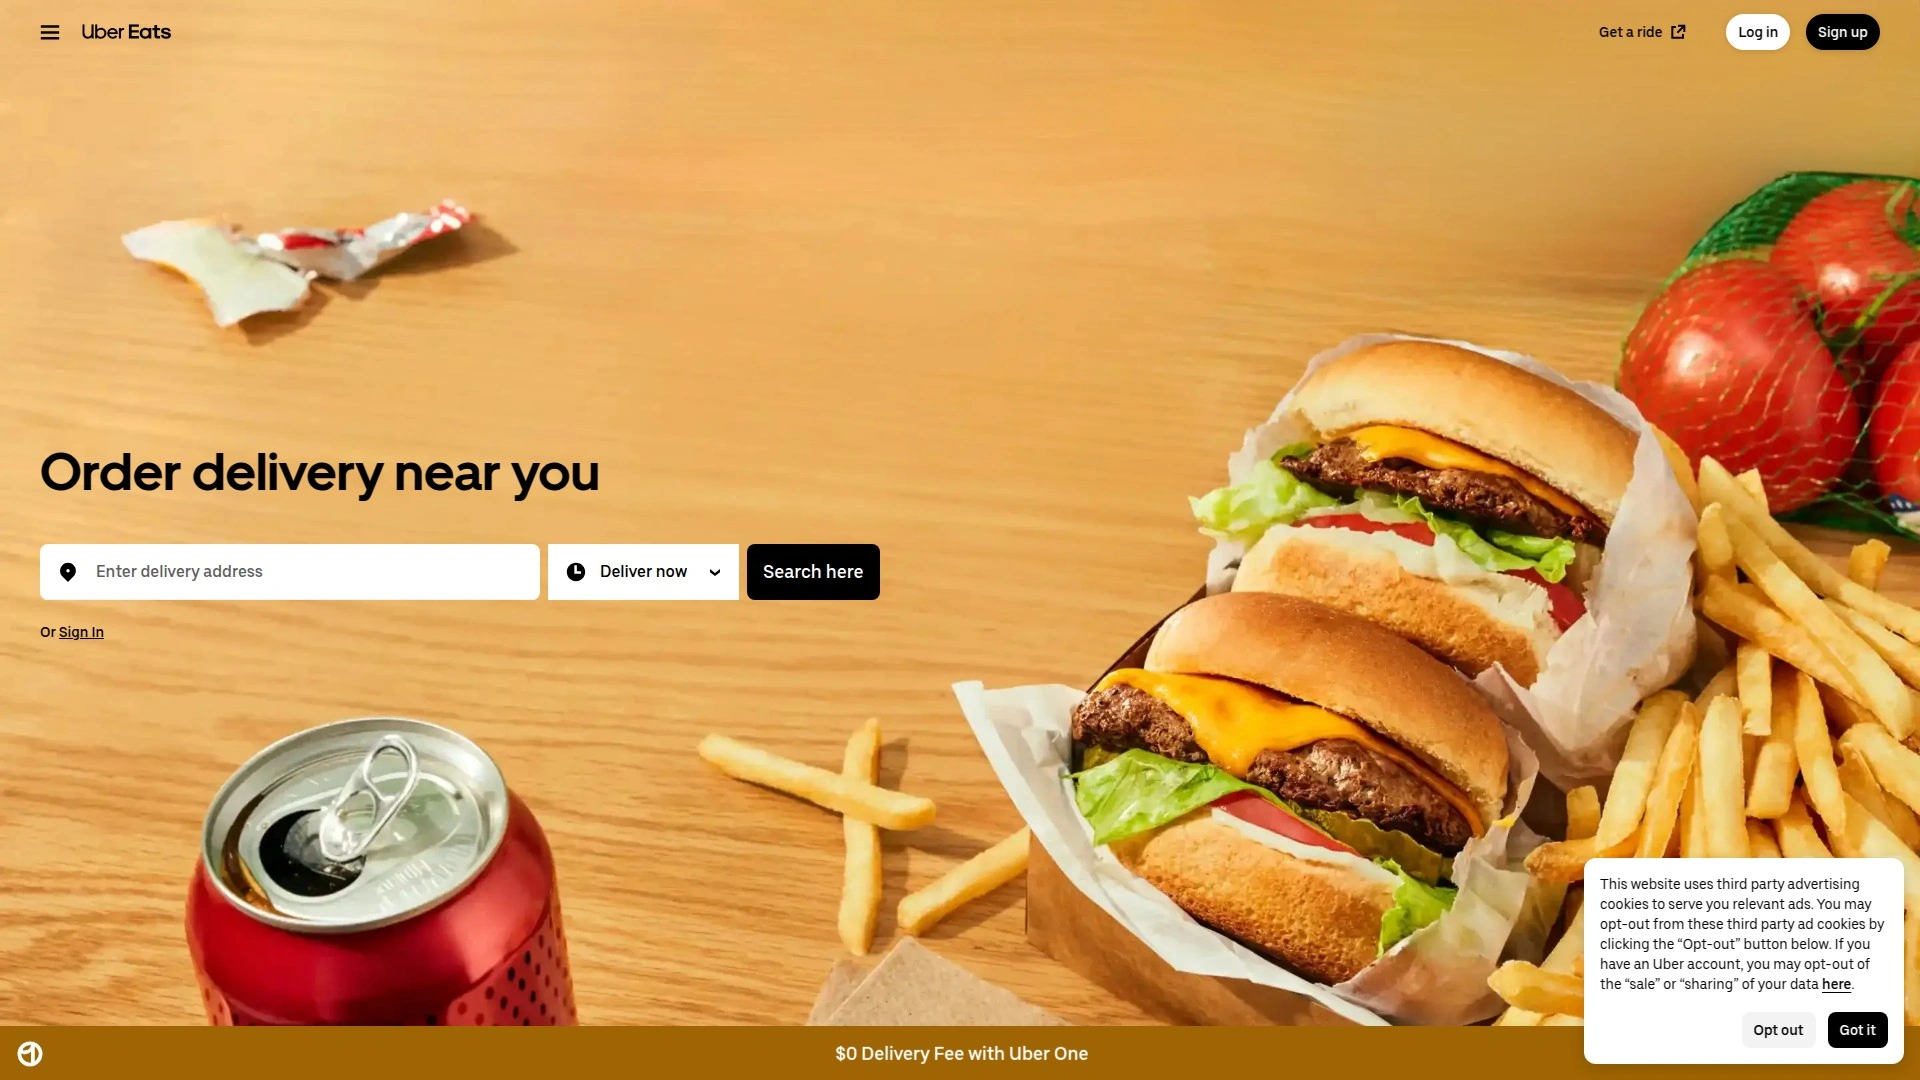 Uber Eats
Get a ride
Log in
Sign up
Order delivery near you
Enter delivery address
Deliver now
Search here
Or Sign In
This website uses third party advertising
cookies to serve you relevant ads. You may
opt-out from these third party ad cookies by
clicking the “Opt-out” button below. If you
have an Uber account, you may opt-out of
the “sale” or “sharing” of your data here.
Opt out
Got it
$0 Delivery Fee with Uber One